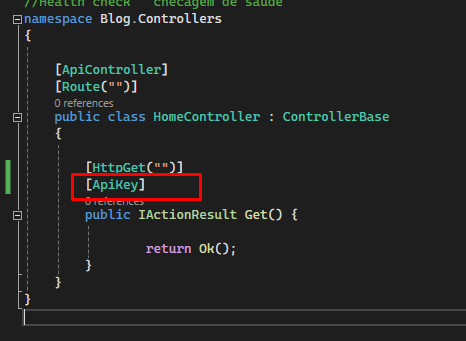 //Health check   checagem de saude
namespace Blog.Controllers
{
[ApiController]
[Route("")]
0 references
public class HomeController : ControllerBase
{
[HttpGet("")]
[ApiKey]
0 references
public IActionResult Get() {
return Ok();
}
}
}